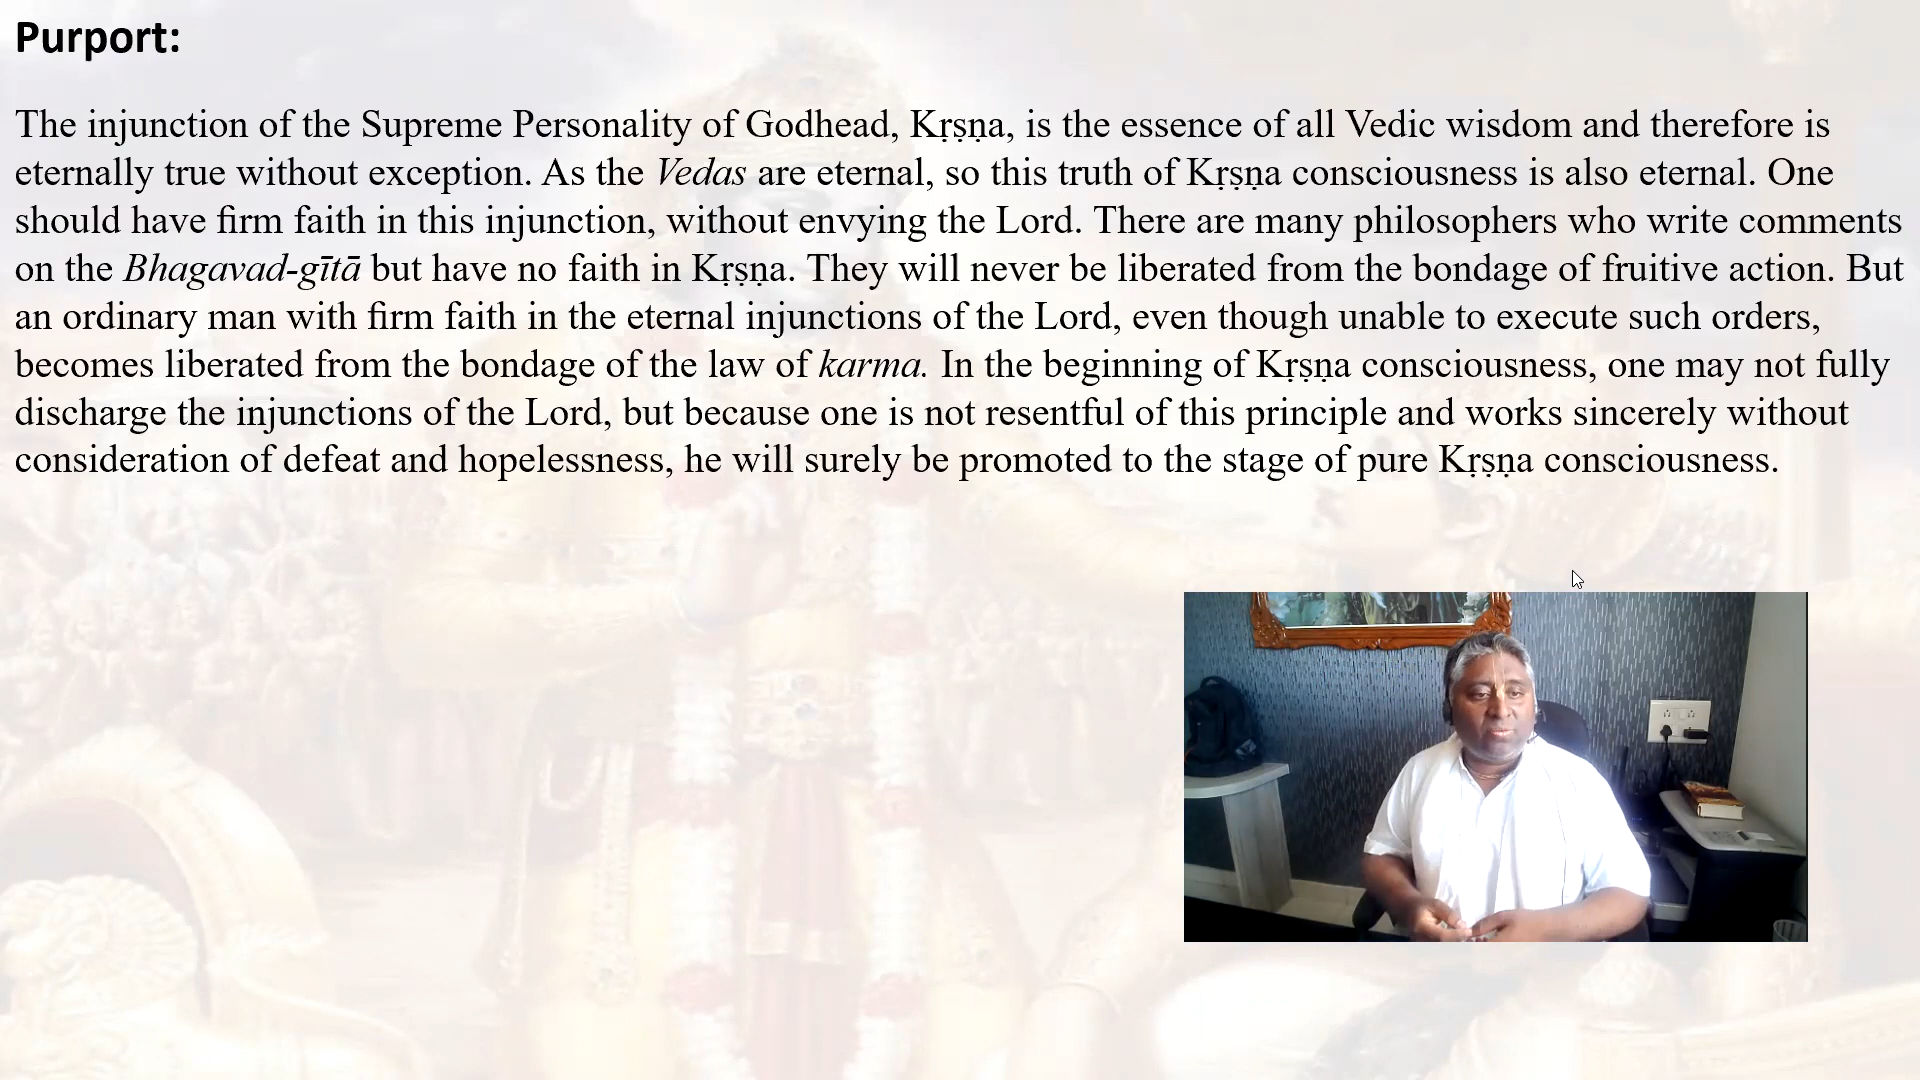 Purport:
The injunction of the Supreme Personality of Godhead, Kṛṣṇa, is the essence of all Vedic wisdom and therefore is
eternally true without exception. As the Vedas are eternal, so this truth of Kṛṣṇa consciousness is also eternal. One
should have firm faith in this injunction, without envying the Lord. There are many philosophers who write comments
on the Bhagavad-gītā but have no faith in Kṛṣṇa. They will never be liberated from the bondage of fruitive action. But
an ordinary man with firm faith in the eternal injunctions of the Lord, even though unable to execute such orders,
becomes liberated from the bondage of the law of karma. In the beginning of Kṛṣṇa consciousness, one may not fully
discharge the injunctions of the Lord, but because one is not resentful of this principle and works sincerely without
consideration of defeat and hopelessness, he will surely be promoted to the stage of pure Kṛṣṇa consciousness.